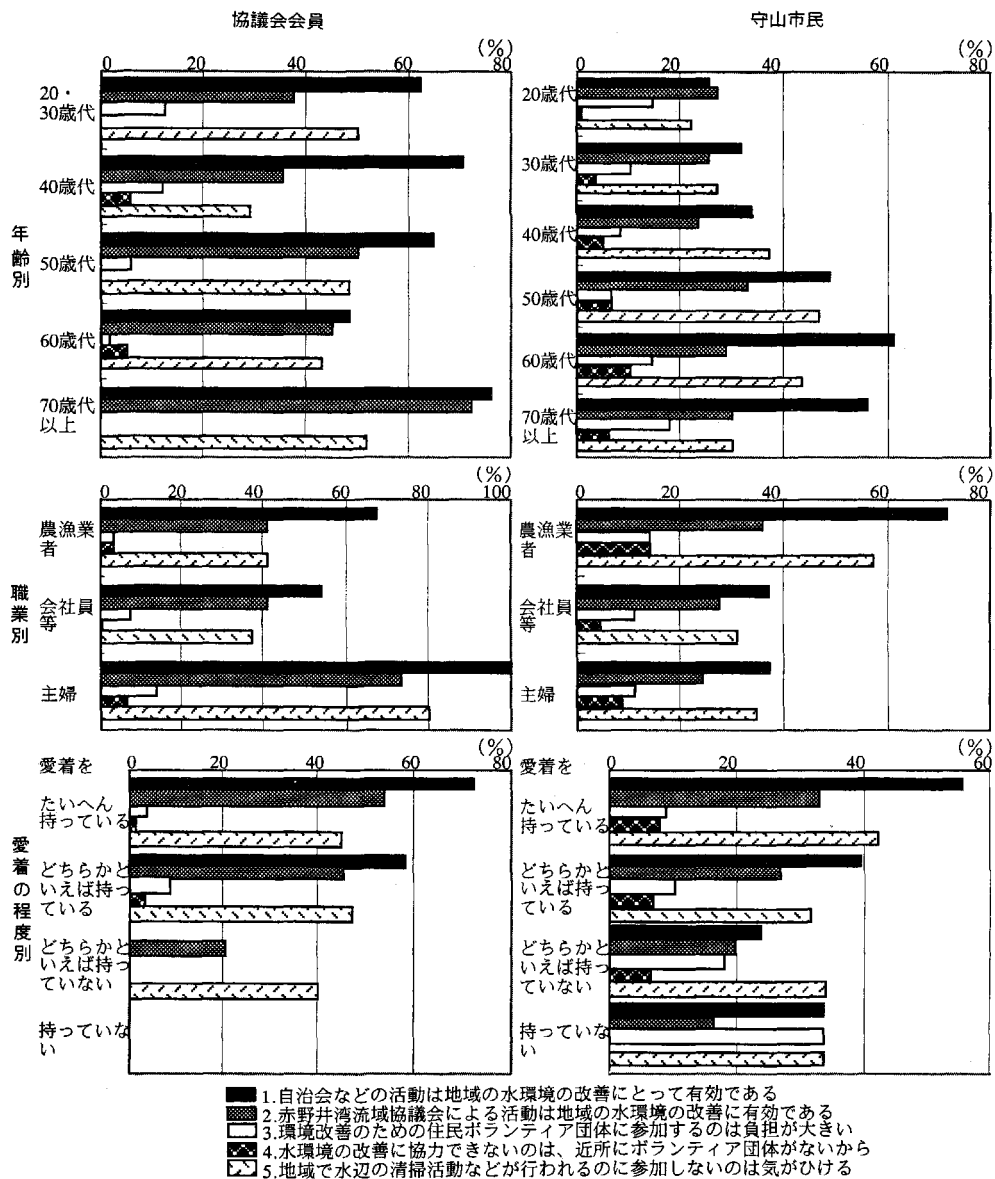 協議会会員
守山市民
(%)
0 20 40 60 80
年齢別
20・
30歳代
40歳代
50歳代
60歳代
70歳代
以上
(%)
0 20 40 60 80
20歳代
30歳代
40歳代
50歳代
60歳代
70歳代
以上
(%)
0 20 40 60 80 100
職業別
農漁業
者
会社員
等
主婦
(%)
0 20 40 60 80
農漁業
者
会社員
等
主婦
(%)
0 20 40 60 80
愛着の程度別
愛着を
たいへん
持っている
どちらかと
いえば持っ
ている
どちらかと
いえば持っ
ていない
持っていな
い
(%)
0 20 40 60
愛着を
たいへん
持っている
どちらかと
いえば持っ
ている
どちらかと
いえば持っ
ていない
持っていな
い
1.自治会などの活動は地域の水環境の改善にとって有効である
2.赤野井湾流域協議会による活動は地域の水環境の改善に有効である
3.環境改善のための住民ボランティア団体に参加するのは負担が大きい
4.水環境の改善に協力できないのは、近所にボランティア団体がないから
5.地域で水辺の清掃活動などが行われるのに参加しないのは気がひける